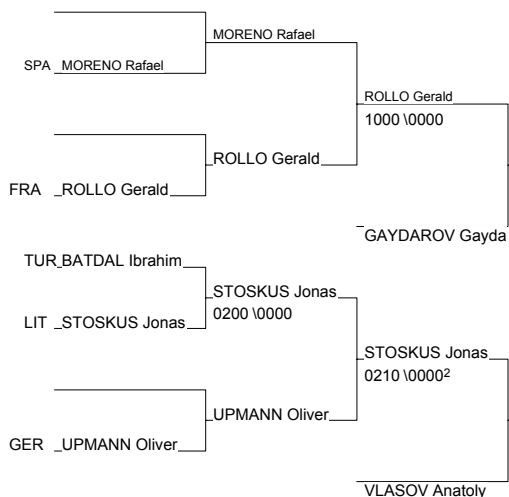 MORENO Rafael
SPA MORENO Rafael
ROLLO Gerald
1000 \0000
ROLLO Gerald
FRA ROLLO Gerald
GAYDAROV Gayda
TUR BATDAL Ibrahim
STOSKUS Jonas
0200 \0000
LIT STOSKUS Jonas
STOSKUS Jonas
0210 \0000²
UPMANN Oliver
GER UPMANN Oliver
VLASOV Anatoly